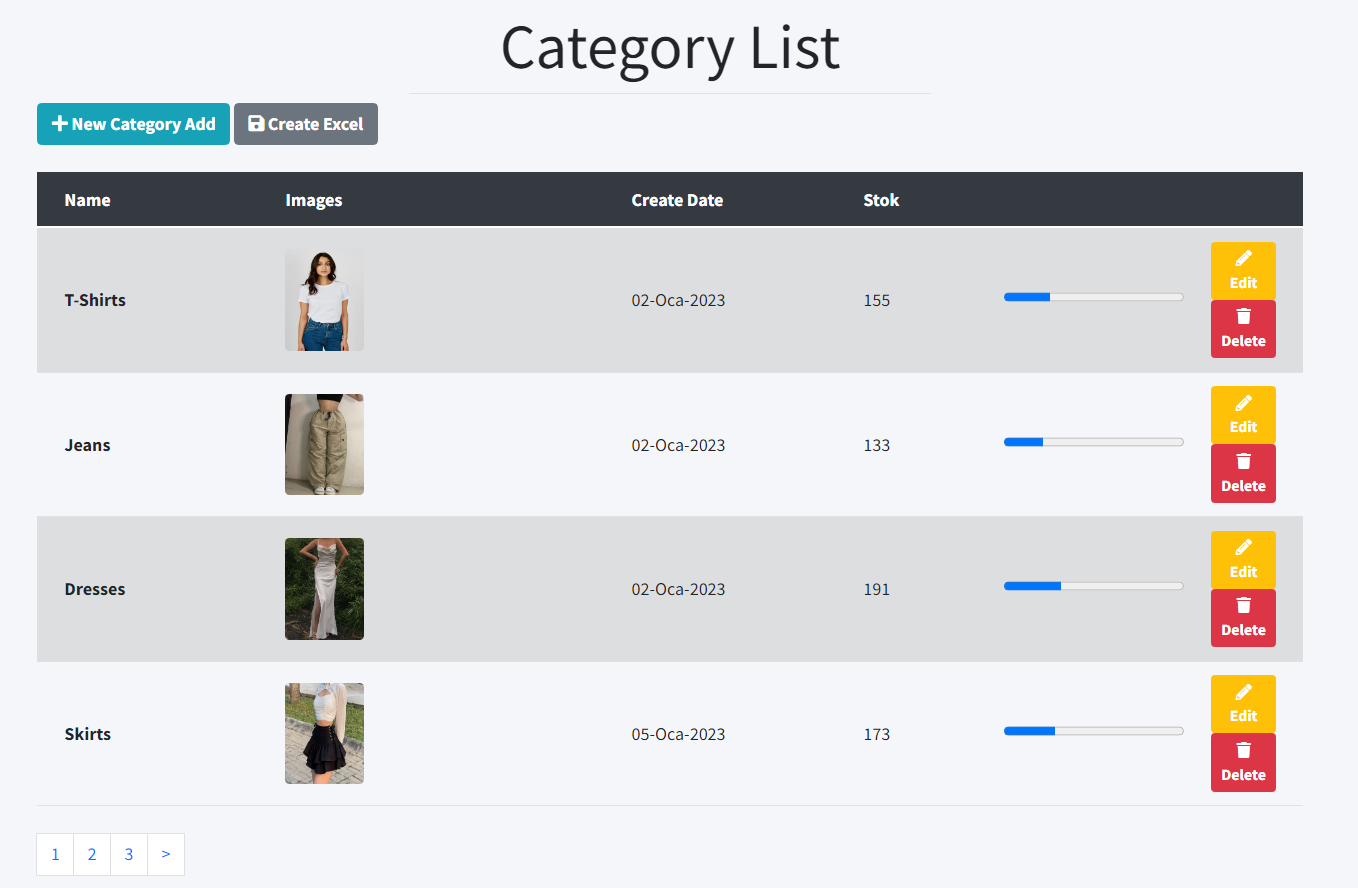 Category List
New Category Add Create Excel
Name Images Create Date Stok
T-Shirts 02-Oca-2023 155
Edit
Delete
Jeans 02-Oca-2023 133
Edit
Delete
Dresses 02-Oca-2023 191
Edit
Delete
Skirts 05-Oca-2023 173
Edit
Delete
1 2 3 >